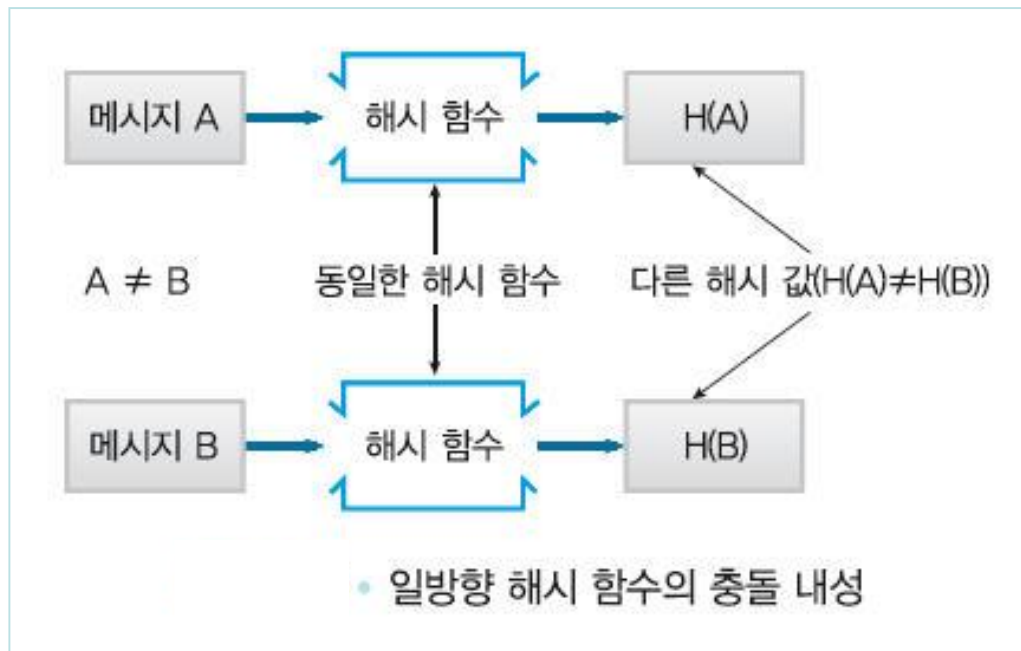 메시지 A
해시 함수
H(A)
A ≠ B
동일한 해시 함수
다른 해시 값(H(A)≠H(B))
메시지 B
해시 함수
H(B)
• 일방향 해시 함수의 충돌 내성